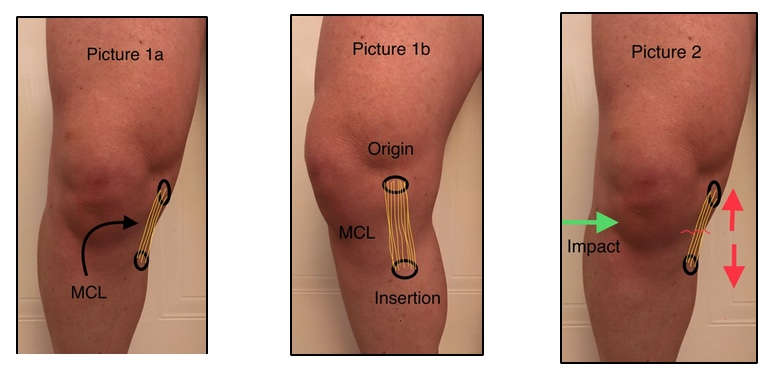 Picture 1a
MCL
Picture 1b
Origin
MCL
Insertion
Picture 2
Impact